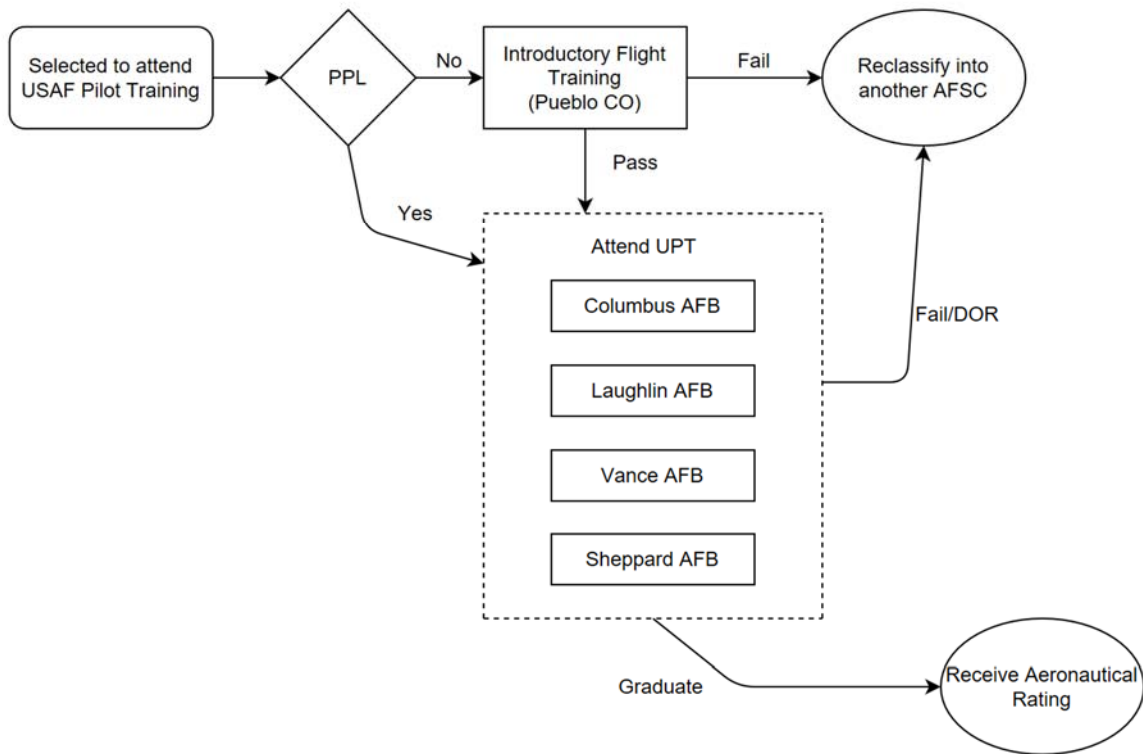 Selected to attend
USAF Pilot Training
PPL
No
Introductory Flight
Training
(Pueblo CO)
Fail
Reclassify into
another AFSC
Pass
Yes
Attend UPT
Columbus AFB
Laughlin AFB
Vance AFB
Sheppard AFB
Fail/DOR
Graduate
Receive Aeronautical
Rating